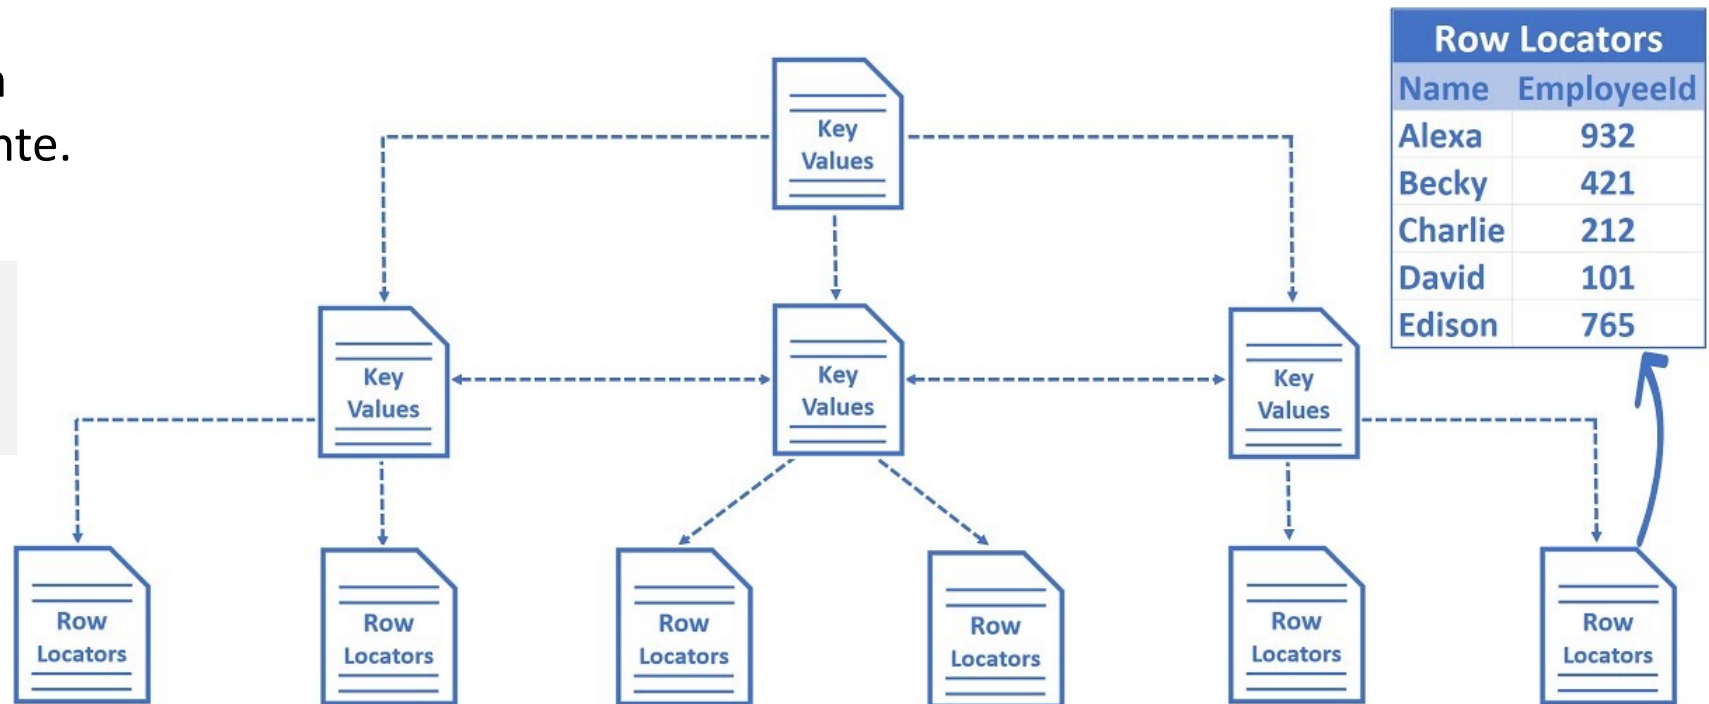 nte.
Row Locators
Name EmployeeId
Alexa 932
Becky 421
Charlie 212
David 101
Edison 765
Key
Values
Key
Values
Key
Values
Key
Values
Row
Locators
Row
Locators
Row
Locators
Row
Locators
Row
Locators
Row
Locators